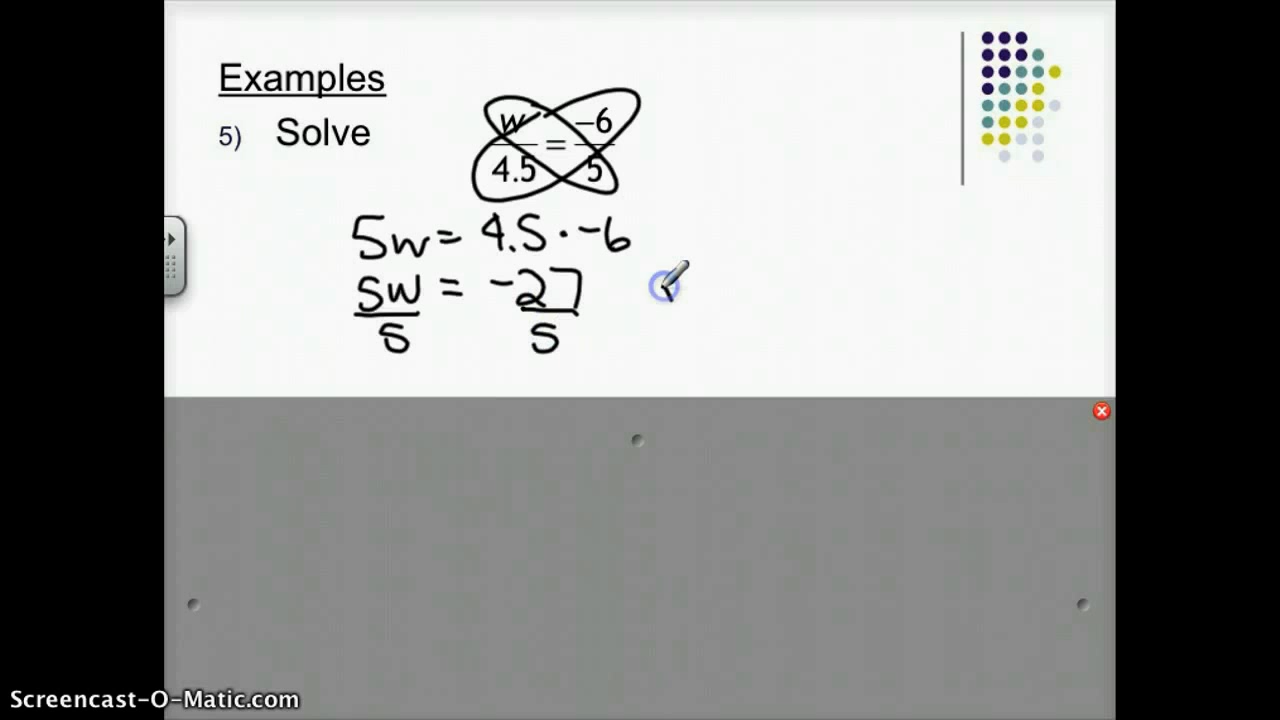 Examples
5) Solve w/4.5 = −6/5
5w = 4.5 · -6
5w/5 = -27/5
Screencast-O-Matic.com